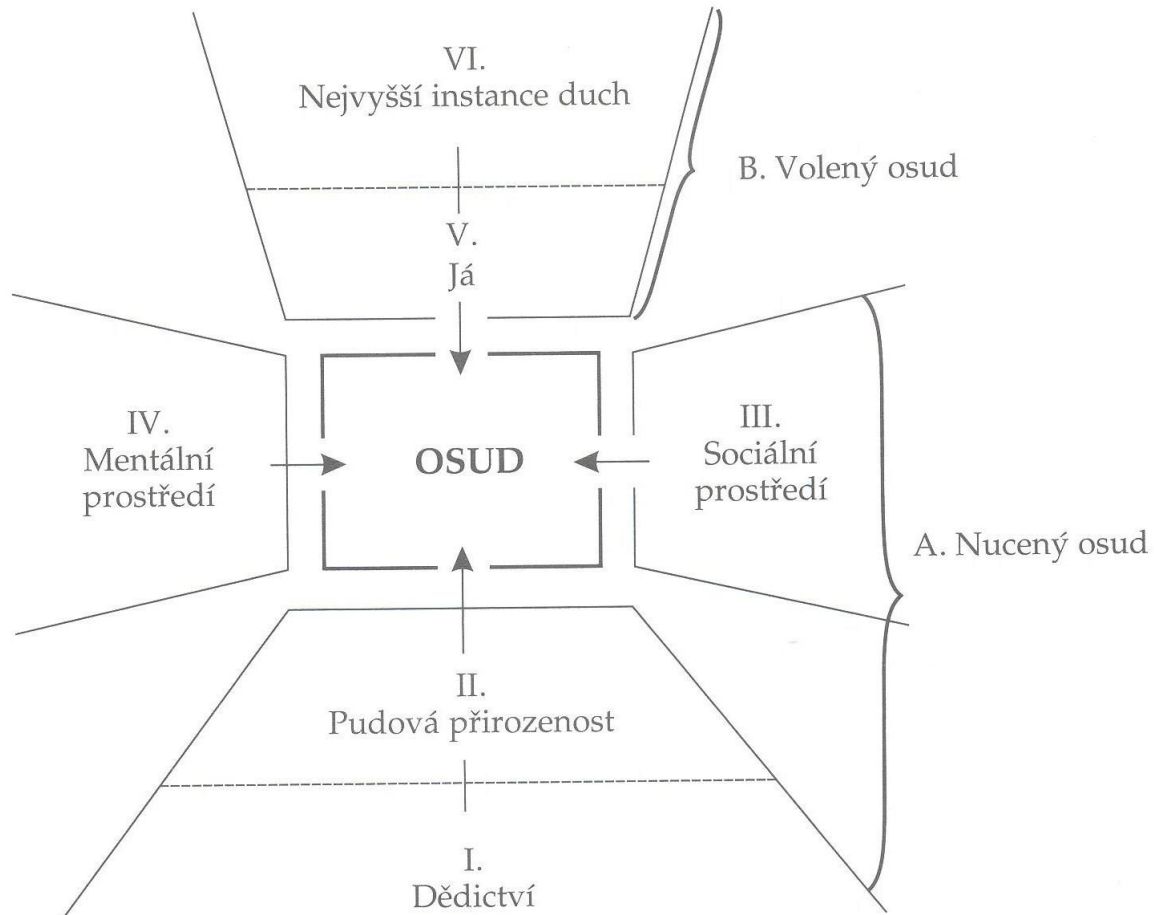 VI.
Nejvyšší instance duch
B. Volený osud
V.
Já
IV.
Mentální
prostředí
OSUD
III.
Sociální
prostředí
A. Nucený osud
II.
Pudová přirozenost
I.
Dědictví